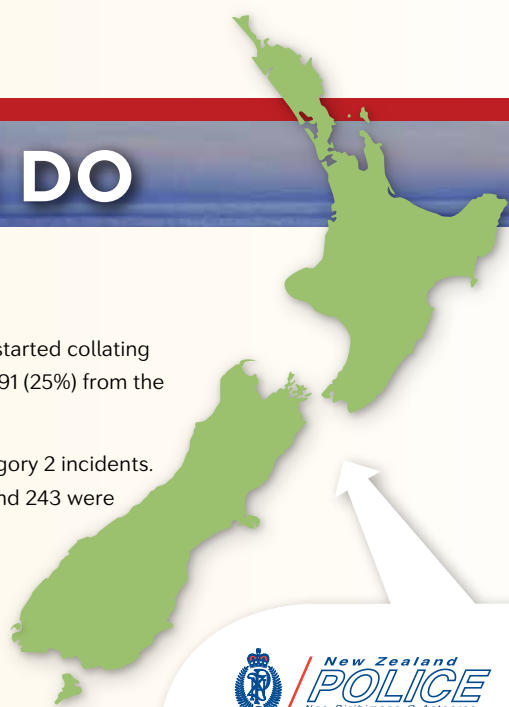 DO
started collating
91 (25%) from the
gory 2 incidents.
nd 243 were
New Zealand
POLICE